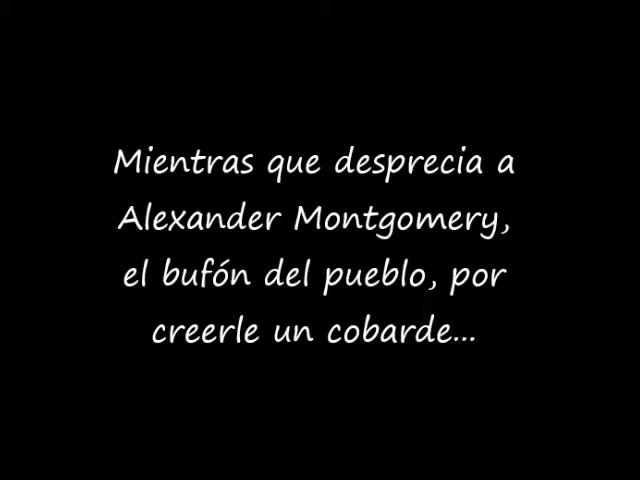 Mientras que desprecia a
Alexander Montgomery,
el bufón del pueblo, por
creerle un cobarde...